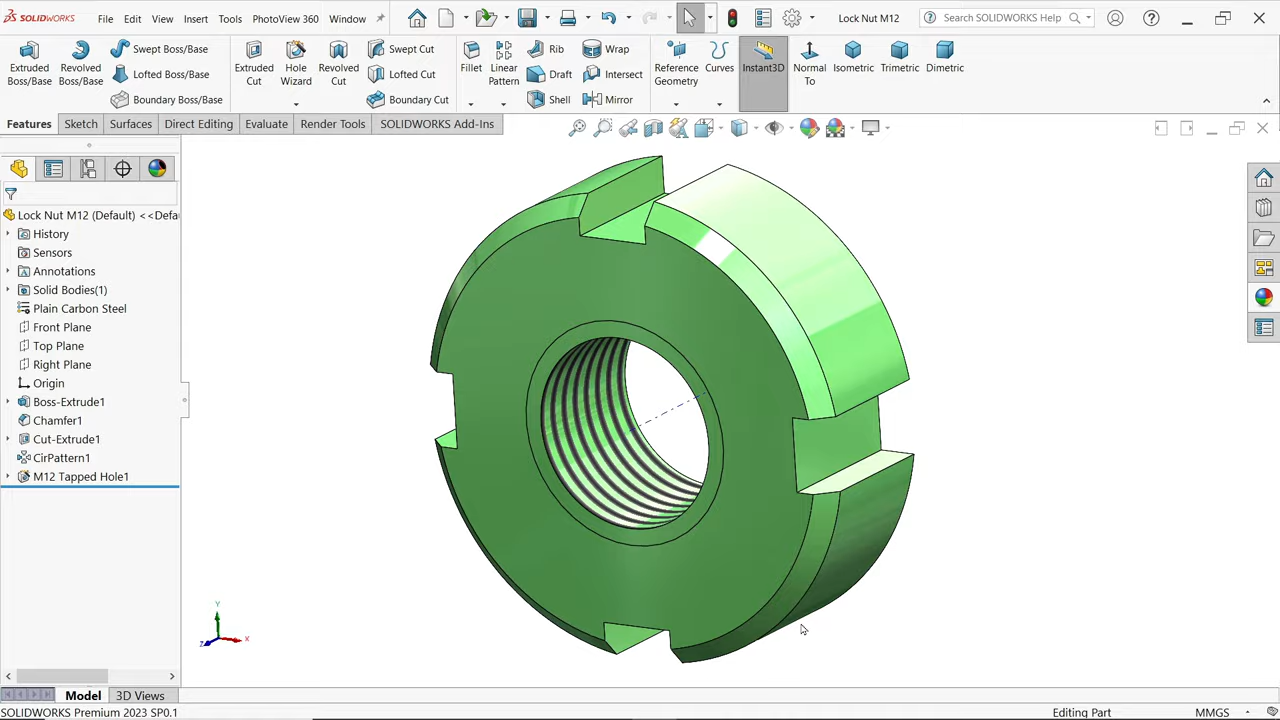 SOLIDWORKS File Edit View Insert Tools PhotoView 360 Window Lock Nut M12 Search SOLIDWORKS Help
Extruded Boss/Base
Revolved Boss/Base
Swept Boss/Base
Lofted Boss/Base
Boundary Boss/Base
Extruded Cut
Hole Wizard
Revolved Cut
Swept Cut
Lofted Cut
Boundary Cut
Fillet
Linear Pattern
Rib
Draft
Shell
Wrap
Intersect
Mirror
Reference Geometry
Curves
Instant3D
Normal To
Isometric
Trimetric
Dimetric
Features Sketch Surfaces Direct Editing Evaluate Render Tools SOLIDWORKS Add-Ins
Lock Nut M12 (Default) <<Defa
History
Sensors
Annotations
Solid Bodies(1)
Plain Carbon Steel
Front Plane
Top Plane
Right Plane
Origin
Boss-Extrude1
Chamfer1
Cut-Extrude1
CirPattern1
M12 Tapped Hole1
Y
Z X
Model 3D Views
SOLIDWORKS Premium 2023 SP0.1 Editing Part MMGS